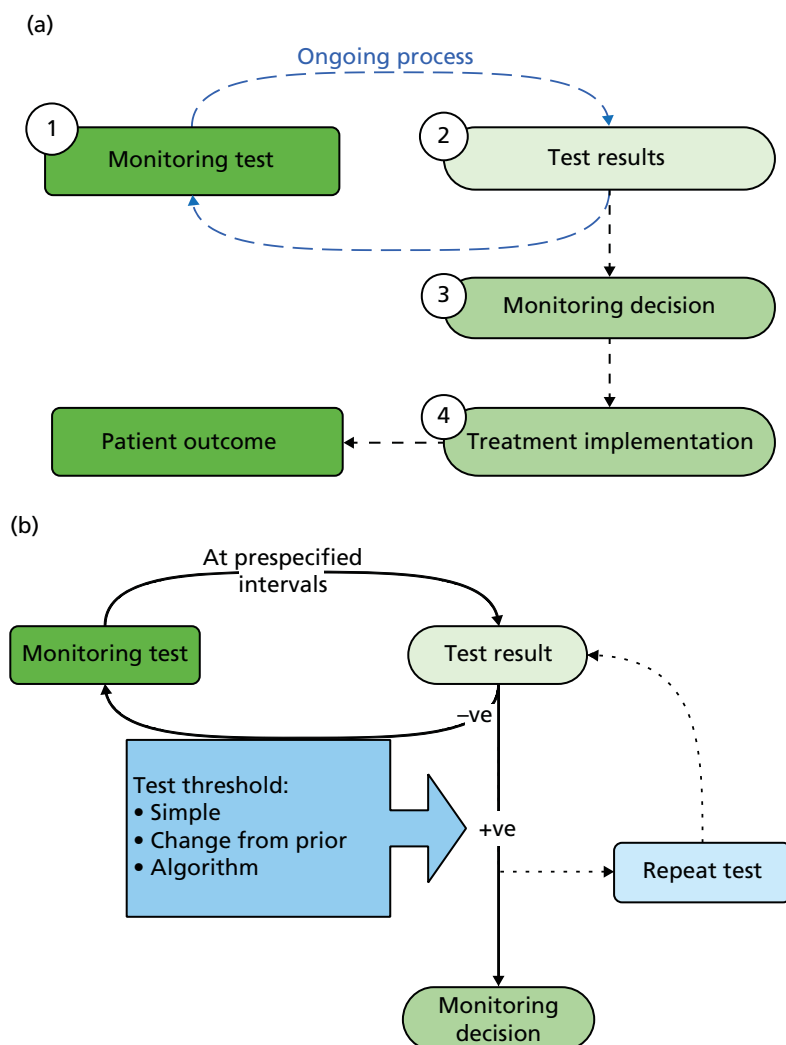 (a)
Ongoing process
1
Monitoring test
2
Test results
3
Monitoring decision
4
Treatment implementation
Patient outcome
(b)
At prespecified
intervals
Monitoring test
Test result
–ve
Test threshold:
• Simple
• Change from prior
• Algorithm
+ve
Repeat test
Monitoring
decision